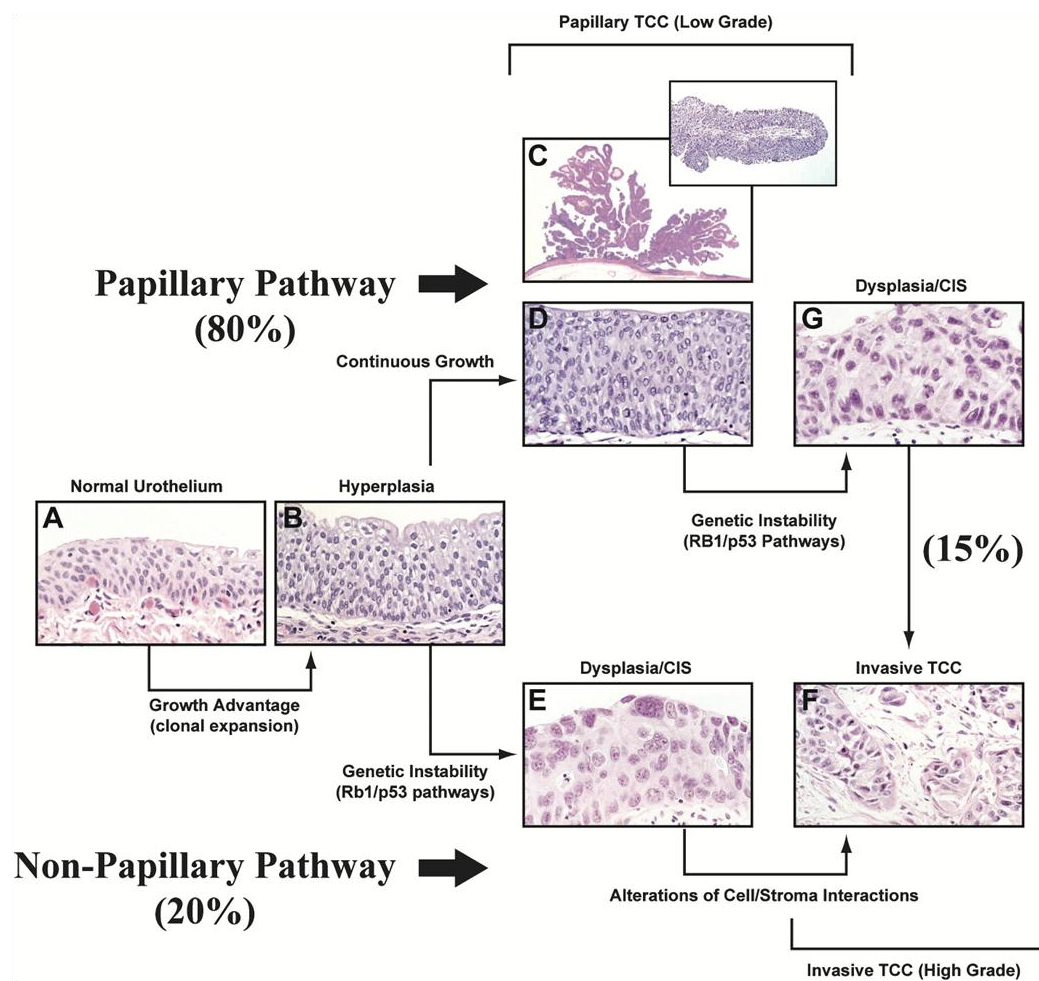 Papillary TCC (Low Grade)
C
Papillary Pathway
(80%)
Dysplasia/CIS
D
G
Continuous Growth
Normal Urothelium
Hyperplasia
A
B
Genetic Instability
(RB1/p53 Pathways)
(15%)
Growth Advantage
(clonal expansion)
Dysplasia/CIS
Invasive TCC
E
F
Genetic Instability
(Rb1/p53 pathways)
Non-Papillary Pathway
(20%)
Alterations of Cell/Stroma Interactions
Invasive TCC (High Grade)